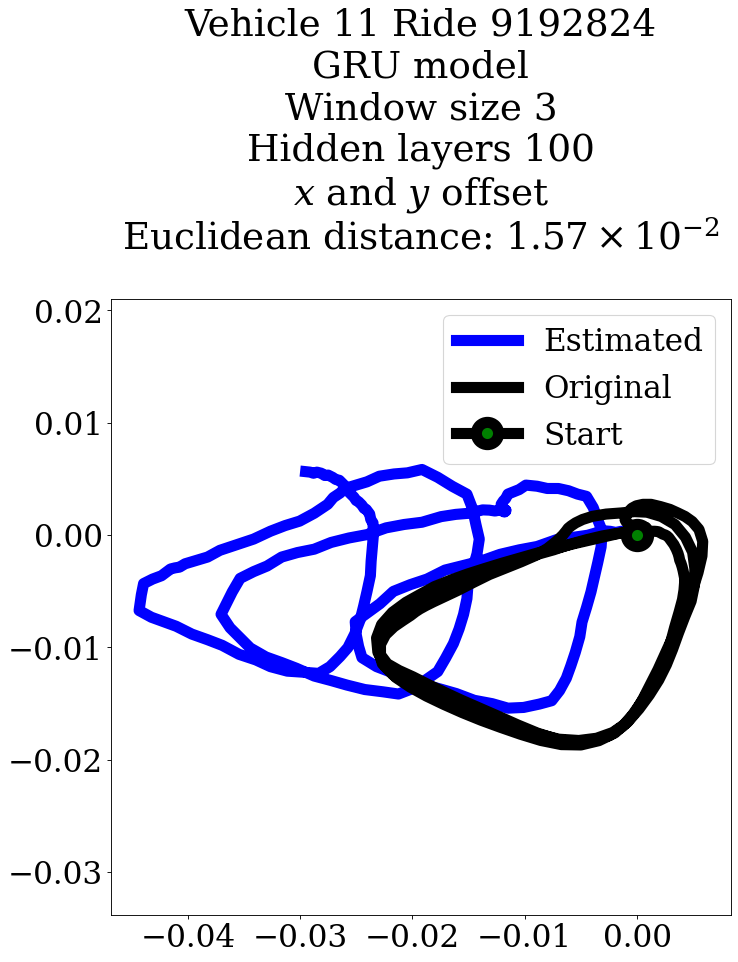 Vehicle 11 Ride 9192824
GRU model
Window size 3
Hidden layers 100
x and y offset
Euclidean distance: 1.57 × 10⁻²
0.02
0.01
0.00
−0.01
−0.02
−0.03
Estimated
Original
Start
−0.04 −0.03 −0.02 −0.01 0.00